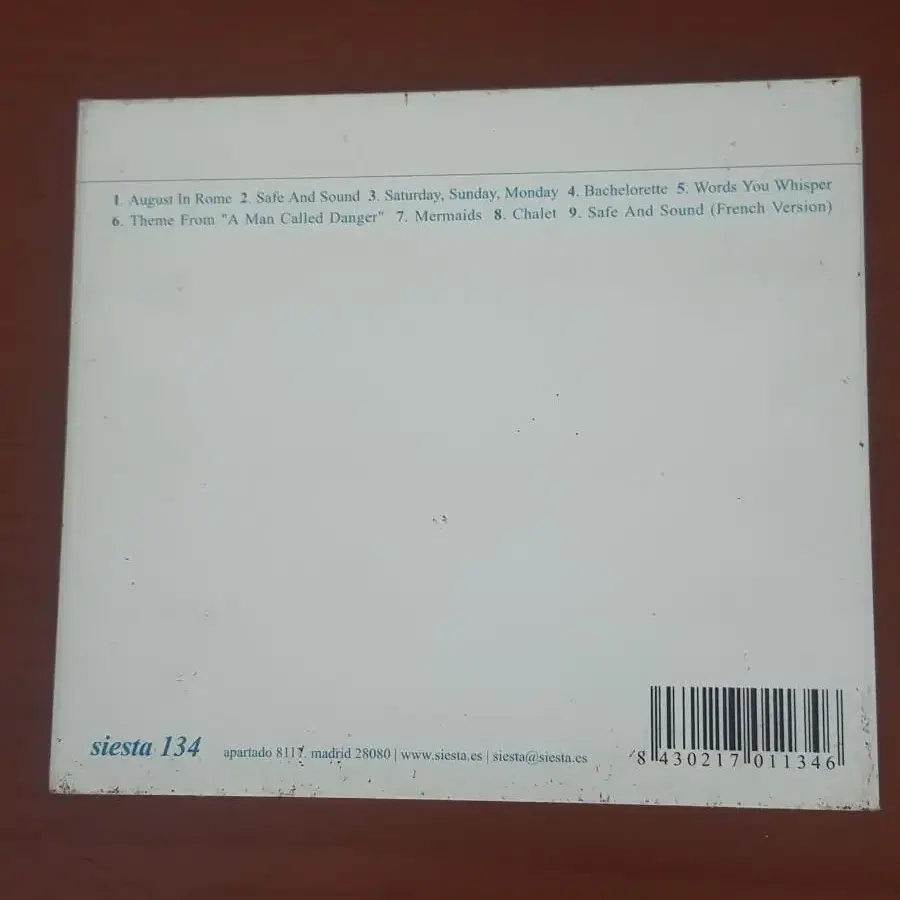 1. August In Rome 2. Safe And Sound 3. Saturday, Sunday, Monday 4. Bachelorette 5. Words You Whisper
6. Theme From "A Man Called Danger" 7. Mermaids 8. Chalet 9. Safe And Sound (French Version)
siesta 134 apartado 8117, madrid 28080 | www.siesta.es | siesta@siesta.es
8 430217 011346